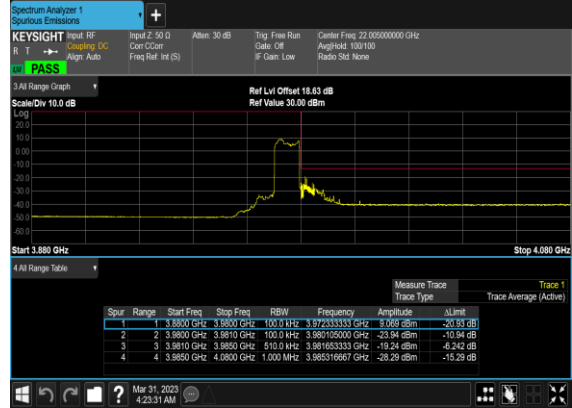 Spectrum Analyzer 1
Spurious Emissions
KEYSIGHT Input: RF Input Z: 50 Ω Atten: 30 dB Trig: Free Run Center Freq: 22.005000000 GHz
R T Coupling: DC Corr CCorr Gate: Off Avg|Hold: 100/100
Align: Auto Freq Ref: Int (S) IF Gain: Low Radio Std: None
PASS
3 All Range Graph
Ref Lvl Offset 18.63 dB
Scale/Div 10.0 dB Ref Value 30.00 dBm
Log
20.0
10.0
0.00
-10.0
-20.0
-30.0
-40.0
-50.0
-60.0
Start 3.880 GHz Stop 4.080 GHz
4 All Range Table
Measure Trace Trace 1
Trace Type Trace Average (Active)
Spur Range Start Freq Stop Freq RBW Frequency Amplitude ΔLimit
1 1 3.8800 GHz 3.9800 GHz 100.0 kHz 3.972333333 GHz 9.069 dBm -20.93 dB
2 2 3.9800 GHz 3.9810 GHz 100.0 kHz 3.980105000 GHz -23.94 dBm -10.94 dB
3 3 3.9810 GHz 3.9850 GHz 510.0 kHz 3.981653333 GHz -19.24 dBm -6.242 dB
4 4 3.9850 GHz 4.0800 GHz 1.000 MHz 3.985316667 GHz -28.29 dBm -15.29 dB
? Mar 31, 2023
4:23:31 AM